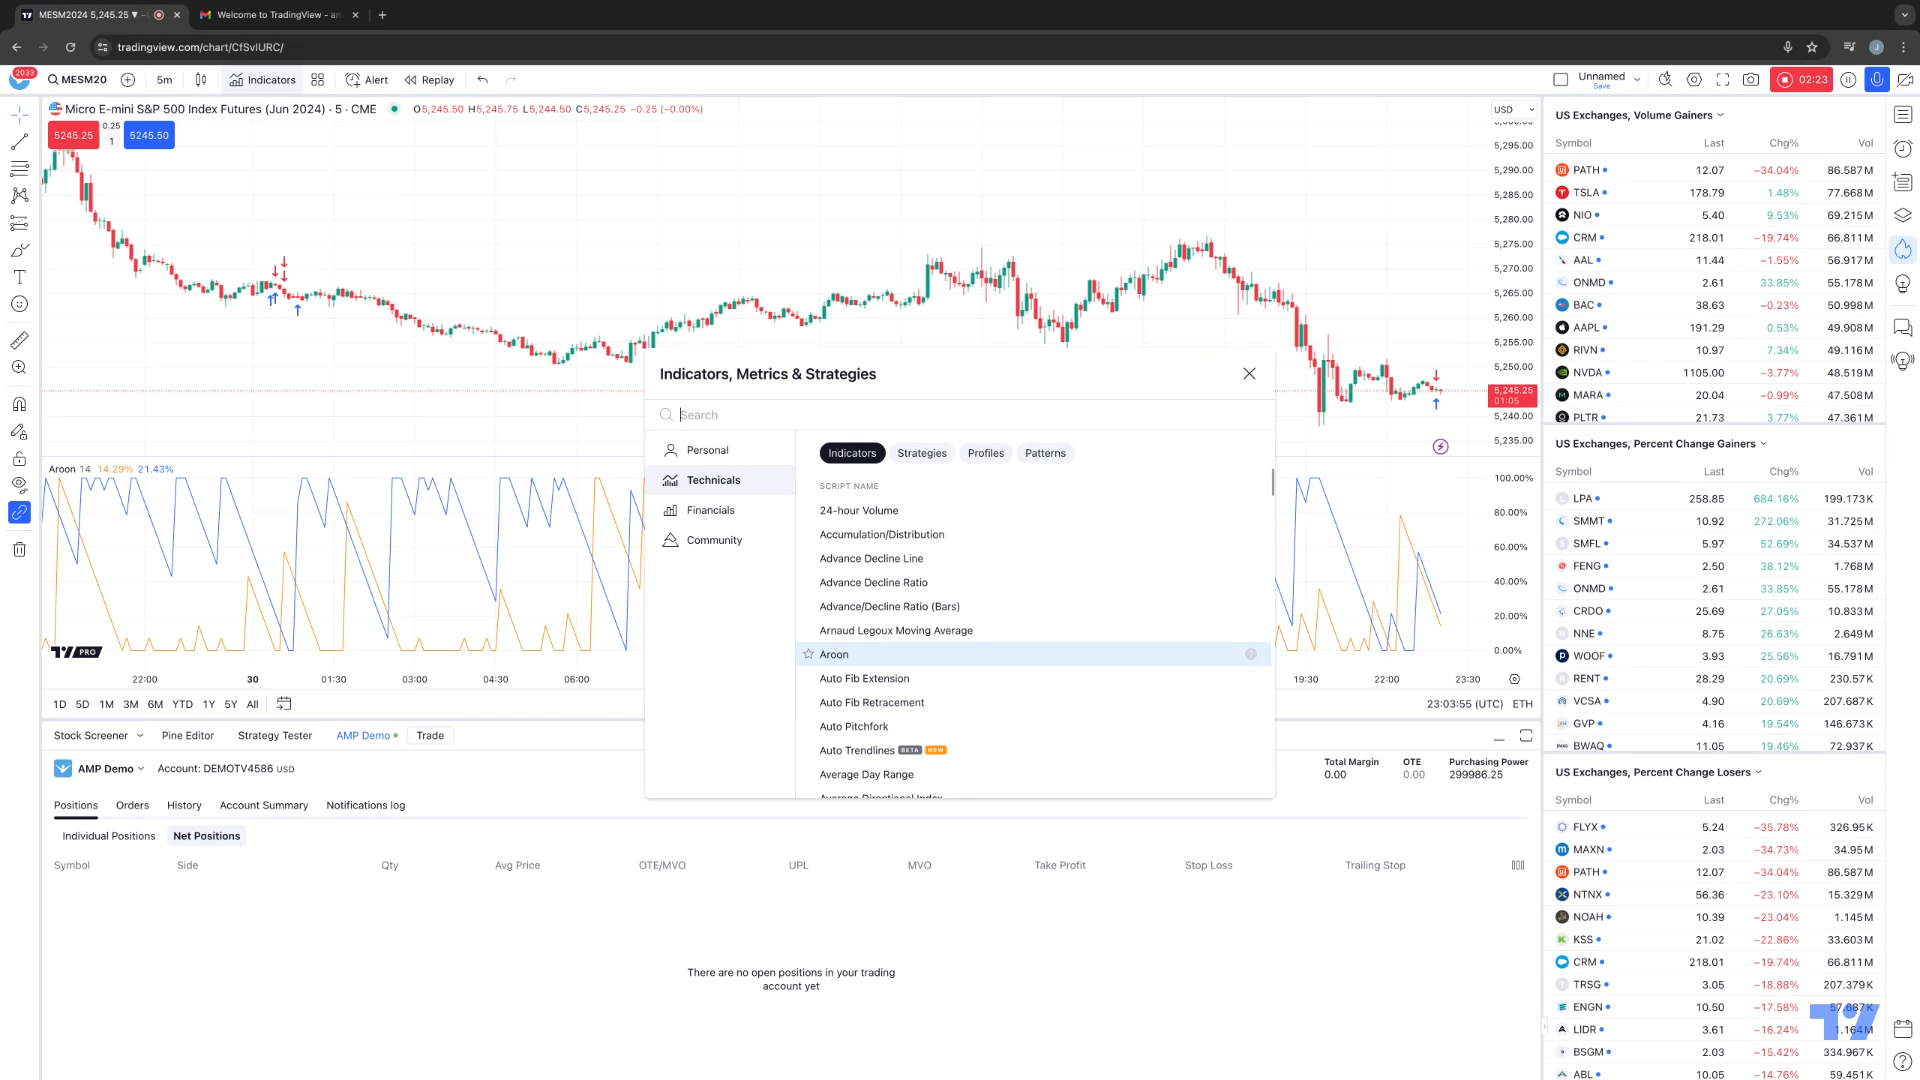 MESM2024 5,245.25 ▼ –
Welcome to TradingView - am
tradingview.com/chart/CfSvIURC/
2033
MESM20
5m
Indicators
Alert
Replay
Unnamed
Save
02:23
Micro E-mini S&P 500 Index Futures (Jun 2024) · 5 · CME
O5,245.50 H5,245.75 L5,244.50 C5,245.25 −0.25 (−0.00%)
USD
5245.25
0.25
1
5245.50
5,295.00
5,290.00
5,285.00
5,280.00
5,275.00
5,270.00
5,265.00
5,260.00
5,255.00
5,250.00
5,245.25
01:05
5,240.00
5,235.00
Aroon 14 14.29% 21.43%
100.00%
80.00%
60.00%
40.00%
20.00%
0.00%
PRO
22:00
30
01:30
03:00
04:30
06:00
19:30
22:00
23:30
1D 5D 1M 3M 6M YTD 1Y 5Y All
23:03:55 (UTC) ETH
Indicators, Metrics & Strategies
Search
Personal
Technicals
Financials
Community
Indicators
Strategies
Profiles
Patterns
SCRIPT NAME
24-hour Volume
Accumulation/Distribution
Advance Decline Line
Advance Decline Ratio
Advance/Decline Ratio (Bars)
Arnaud Legoux Moving Average
Aroon
Auto Fib Extension
Auto Fib Retracement
Auto Pitchfork
Auto Trendlines BETA NEW
Average Day Range
Average Directional Index
Stock Screener
Pine Editor
Strategy Tester
AMP Demo
Trade
AMP Demo
Account: DEMOTV4586 USD
Total Margin
0.00
OTE
0.00
Purchasing Power
299986.25
Positions
Orders
History
Account Summary
Notifications log
Individual Positions
Net Positions
Symbol Side Qty Avg Price OTE/MVO UPL MVO Take Profit Stop Loss Trailing Stop
There are no open positions in your trading
account yet
US Exchanges, Volume Gainers
Symbol Last Chg% Vol
PATH 12.07 −34.04% 86.587M
TSLA 178.79 1.48% 77.668M
NIO 5.40 9.53% 69.215M
CRM 218.01 −19.74% 66.811M
AAL 11.44 −1.55% 56.917M
ONMD 2.61 33.85% 55.178M
BAC 38.63 −0.23% 50.998M
AAPL 191.29 0.53% 49.908M
RIVN 10.97 7.34% 49.116M
NVDA 1105.00 −3.77% 48.519M
MARA 20.04 −0.99% 47.508M
PLTR 21.73 3.77% 47.361M
US Exchanges, Percent Change Gainers
Symbol Last Chg% Vol
LPA 258.85 684.16% 199.173K
SMMT 10.92 272.06% 31.725M
SMFL 5.97 52.69% 34.537M
FENG 2.50 38.12% 1.768M
ONMD 2.61 33.85% 55.178M
CRDO 25.69 27.05% 10.833M
NNE 8.75 26.63% 2.649M
WOOF 3.93 25.56% 16.791M
RENT 28.29 20.69% 230.57K
VCSA 4.90 20.69% 207.687K
GVP 4.16 19.54% 146.673K
BWAQ 11.05 19.46% 72.937K
US Exchanges, Percent Change Losers
Symbol Last Chg% Vol
FLYX 5.24 −35.78% 326.95K
MAXN 2.03 −34.73% 34.95M
PATH 12.07 −34.04% 86.587M
NTNX 56.36 −23.10% 15.329M
NOAH 10.39 −23.04% 1.145M
KSS 21.02 −22.86% 33.603M
CRM 218.01 −19.74% 66.811M
TRSG 3.05 −18.88% 207.379K
ENGN 10.50 −17.58% 57.687K
LIDR 3.61 −16.24% 1.164M
BSGM 2.03 −15.42% 334.967K
ABL 10.05 −14.76% 59.451K